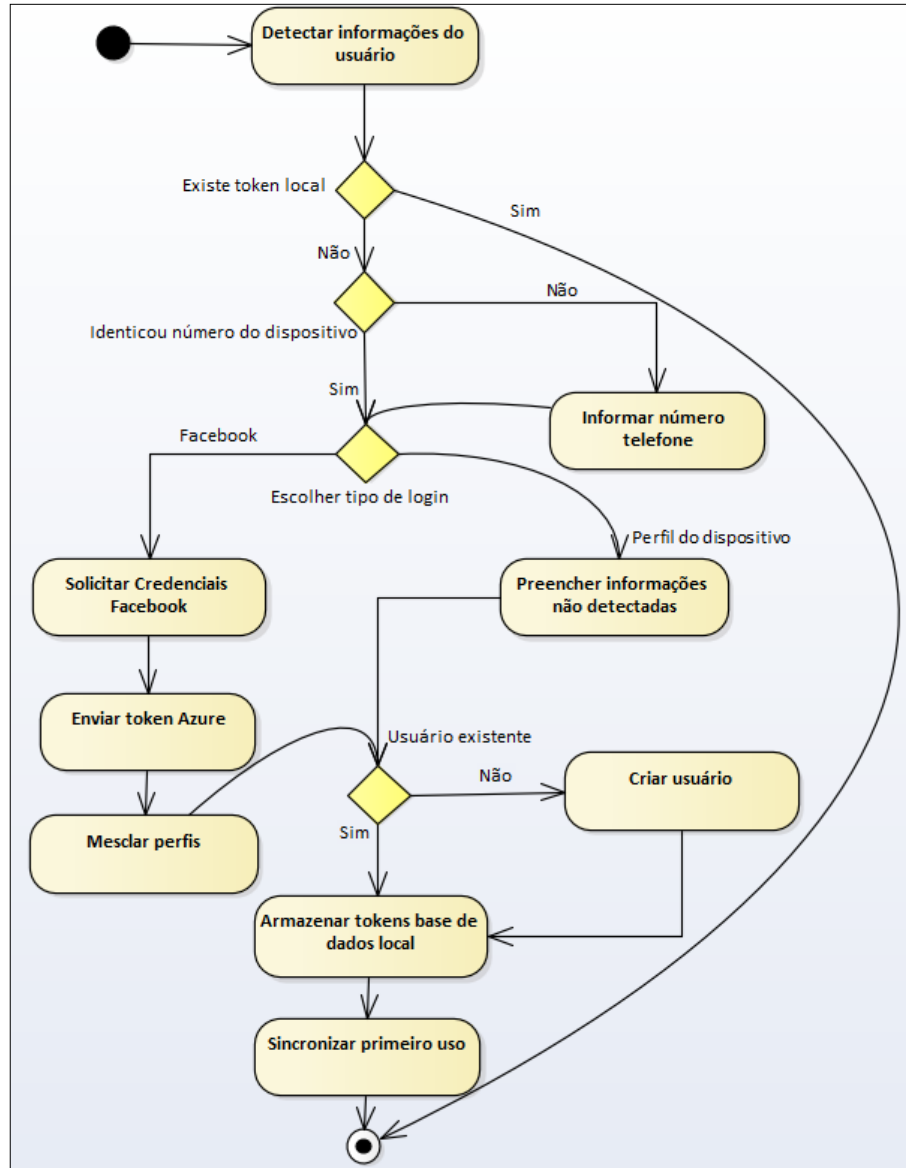 Detectar informações do
usuário
Existe token local
Sim
Não
Não
Identicou número do dispositivo
Sim
Informar número
telefone
Facebook
Escolher tipo de login
Perfil do dispositivo
Solicitar Credenciais
Facebook
Preencher informações
não detectadas
Enviar token Azure
Usuário existente
Não
Criar usuário
Mesclar perfis
Sim
Armazenar tokens base de
dados local
Sincronizar primeiro uso